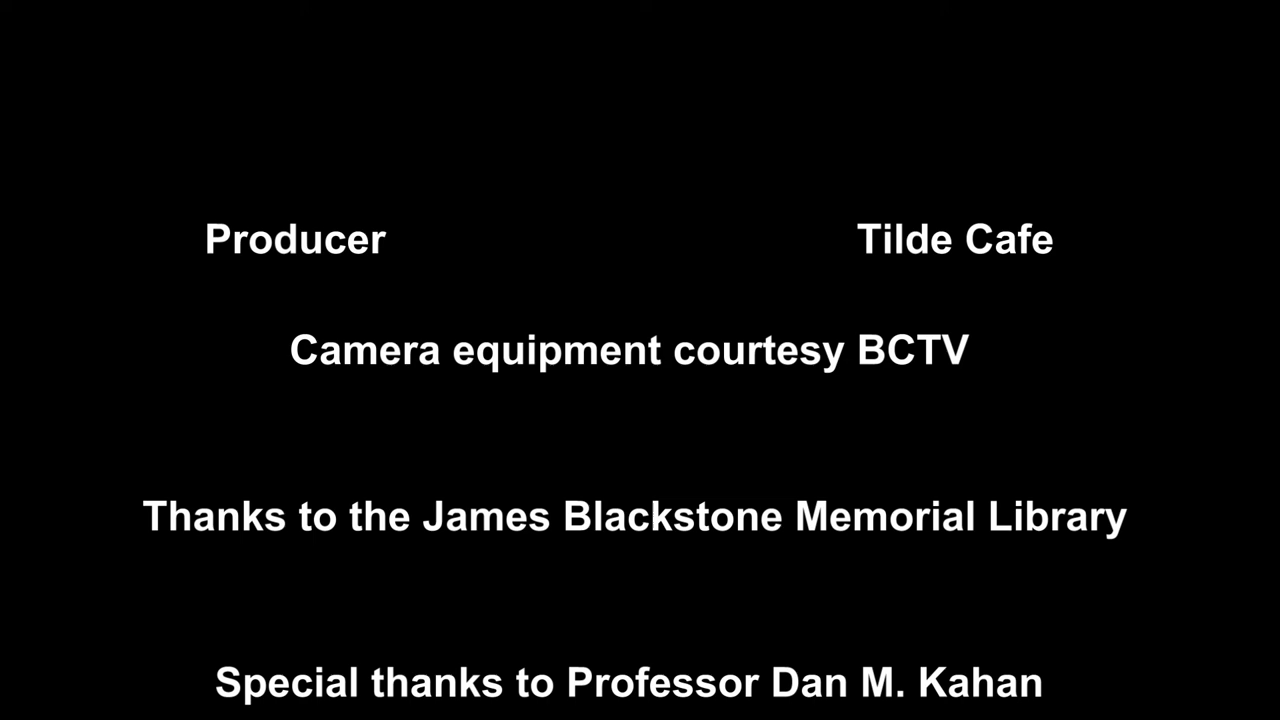 Producer Tilde Cafe
Camera equipment courtesy BCTV
Thanks to the James Blackstone Memorial Library
Special thanks to Professor Dan M. Kahan